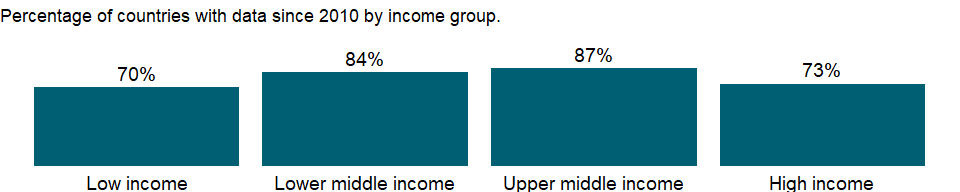 Percentage of countries with data since 2010 by income group.
70%
84%
87%
73%
Low income
Lower middle income
Upper middle income
High income